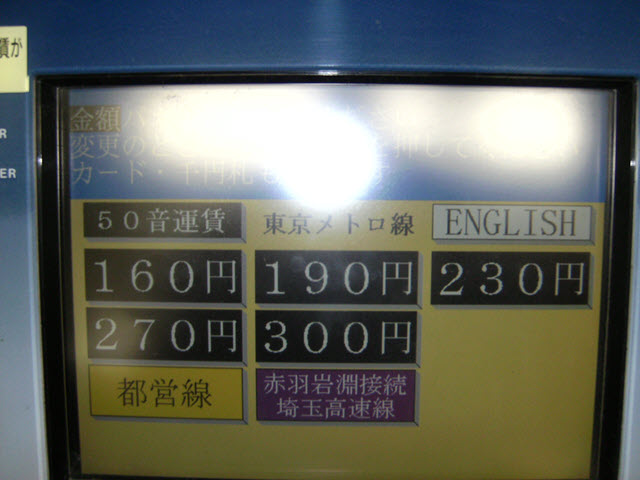 賃が
R
ER
金額
変更の
カード・千円札も
50音運賃
東京メトロ線
ENGLISH
160円
190円
230円
270円
300円
都営線
赤羽岩淵接続
埼玉高速線